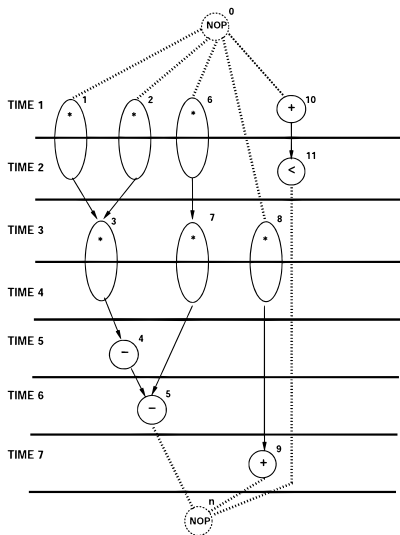 0
NOP
TIME 1
1
*
2
*
6
*
10
+
TIME 2
11
<
TIME 3
3
*
7
*
8
*
TIME 4
TIME 5
4
−
TIME 6
5
−
TIME 7
9
+
n
NOP